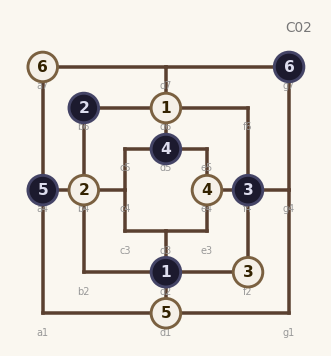 C02
6 6
a7 d7 g7
2 1
b6 d6 f6
4
c5 d5 e5
5 2 4 3
a4 b4 c4 e4 f4 g4
c3 d3 e3
1 3
b2 d2 f2
5
a1 d1 g1